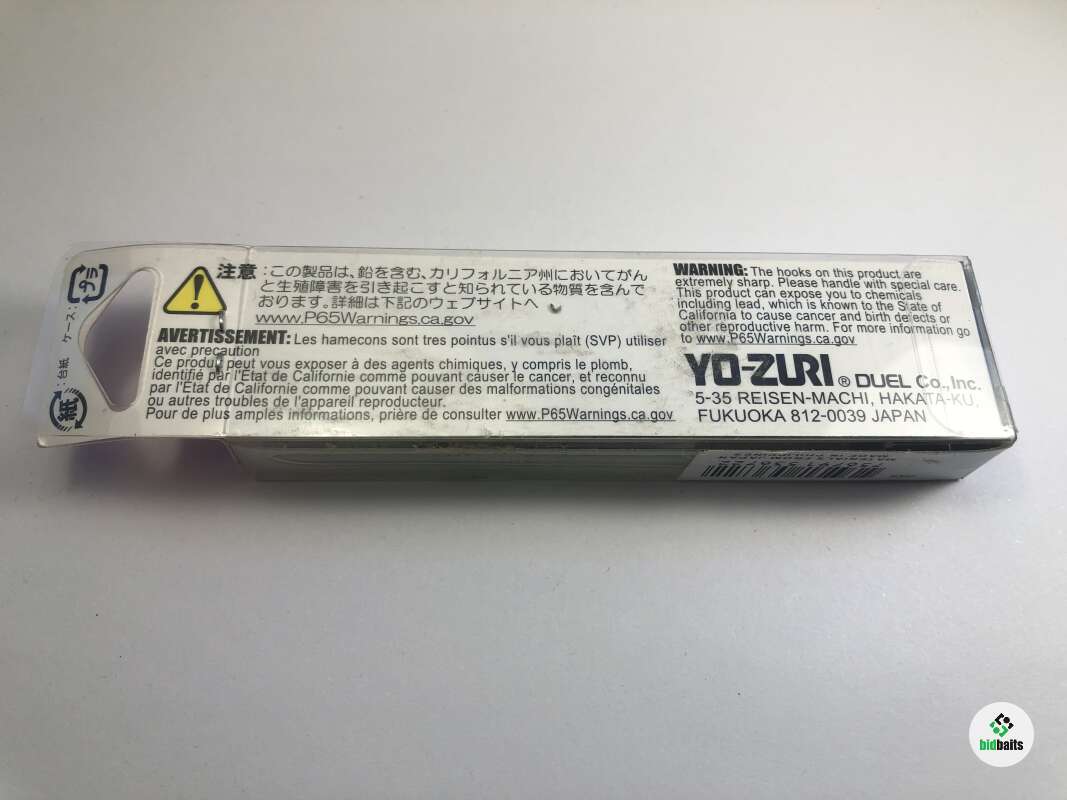 プラ
ケース:
:台紙
紙
注意:この製品は、鉛を含む、カリフォルニア州においてがん
と生殖障害を引き起こすと知られている物質を含んで
おります。詳細は下記のウェブサイトへ
www.P65Warnings.ca.gov
AVERTISSEMENT: Les hamecons sont tres pointus s'il vous plaît (SVP) utiliser
avec precaution
Ce produit peut vous exposer à des agents chimiques, y compris le plomb,
identifié par l'Etat de Californie comme pouvant causer le cancer, et reconnu
par l'Etat de Californie comme pouvant causer des malformations congénitales
ou autres troubles de l'appareil reproducteur.
Pour de plus amples informations, prière de consulter www.P65Warnings.ca.gov
WARNING: The hooks on this product are
extremely sharp. Please handle with special care.
This product can expose you to chemicals
including lead, which is known to the State of
California to cause cancer and birth defects or
other reproductive harm. For more information go
to www.P65Warnings.ca.gov
YO-ZURI ® DUEL Co., Inc.
5-35 REISEN-MACHI, HAKATA-KU,
FUKUOKA 812-0039 JAPAN
bidbaits